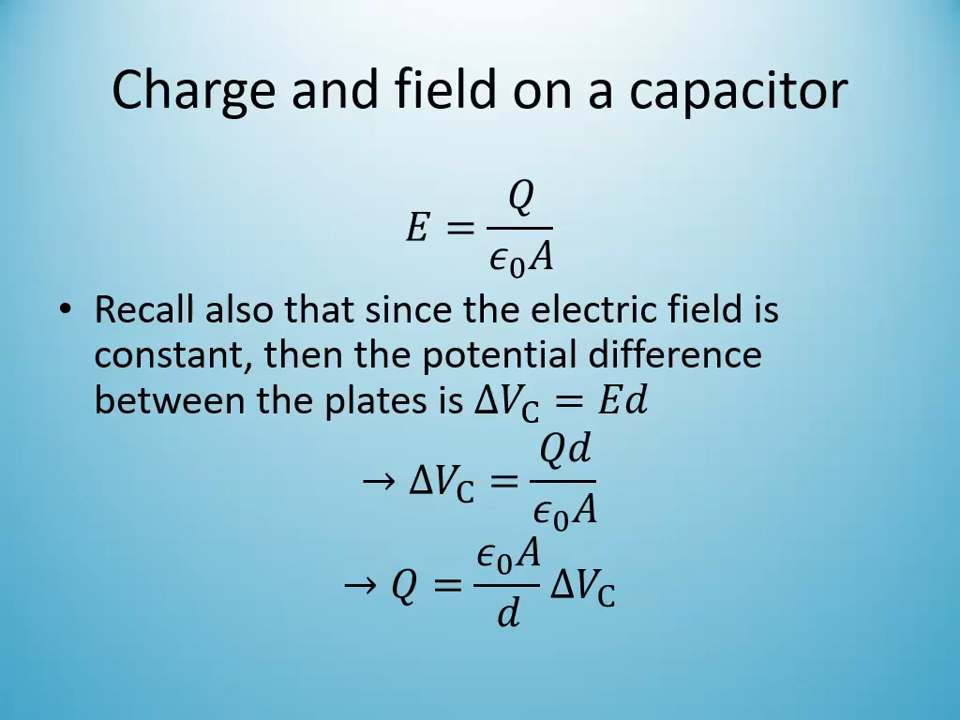 Charge and field on a capacitor
E = Q / ϵ₀A
• Recall also that since the electric field is
constant, then the potential difference
between the plates is ΔV_C = Ed
→ ΔV_C = Qd / ϵ₀A
→ Q = ϵ₀A / d ΔV_C